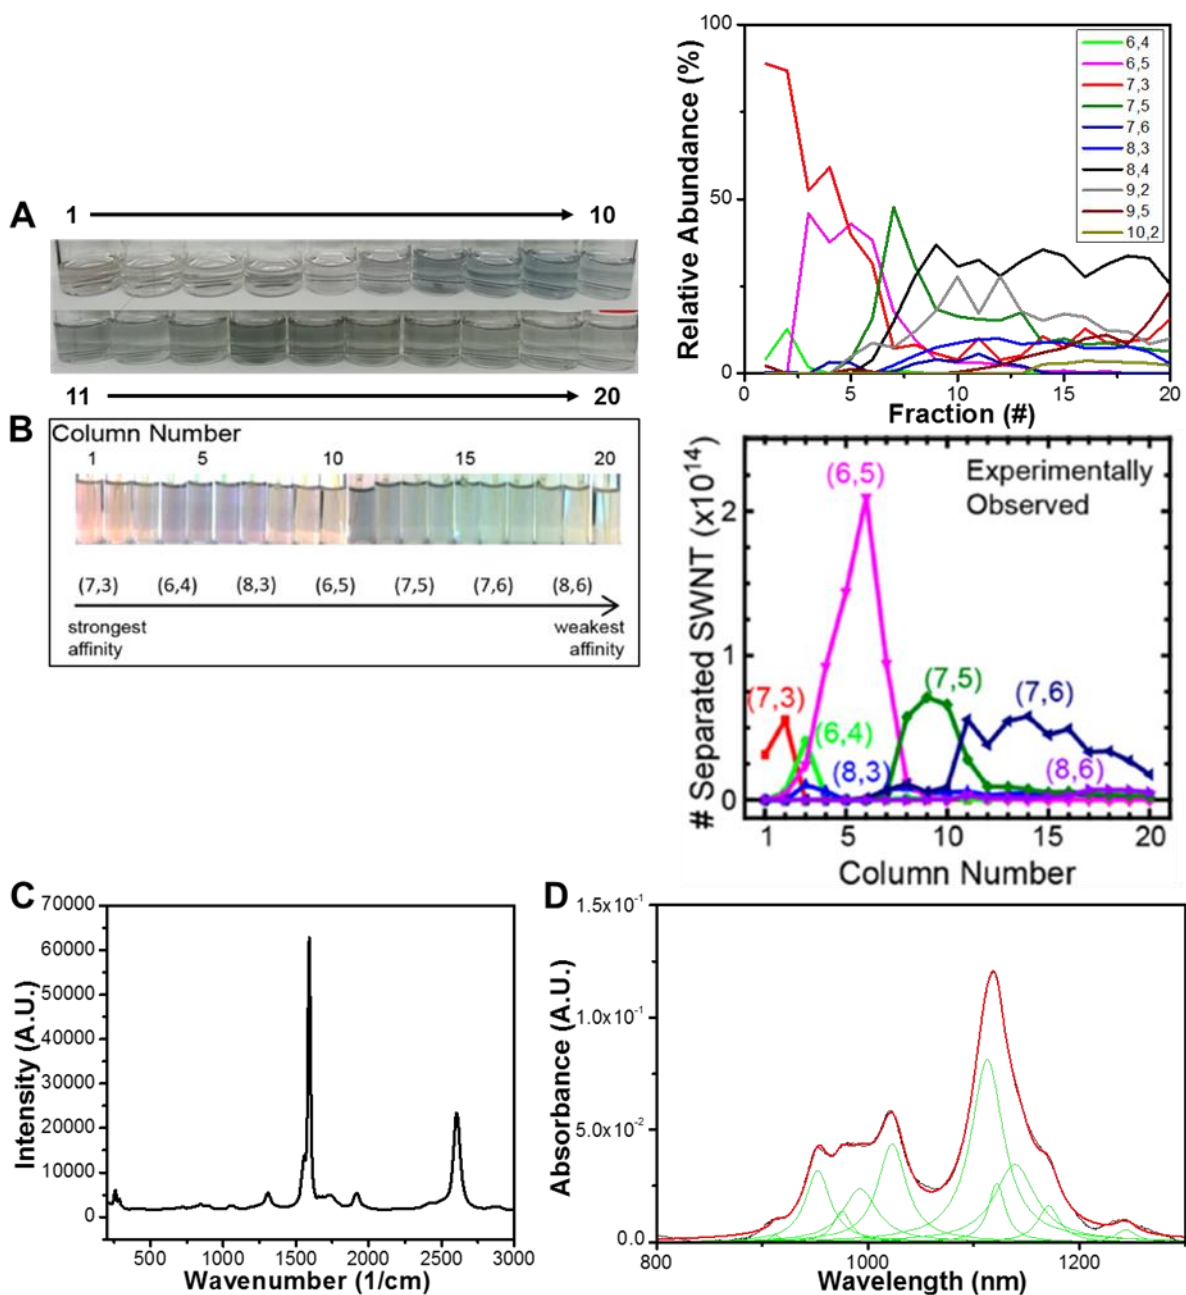 A
1
10
11
20
Relative Abundance (%)
100
50
0
0
5
10
15
20
Fraction (#)
6,4
6,5
7,3
7,5
7,6
8,3
8,4
9,2
9,5
10,2
B
Column Number
1
5
10
15
20
(7,3) (6,4) (8,3) (6,5) (7,5) (7,6) (8,6)
strongest affinity
weakest affinity
# Separated SWNT (x10¹⁴)
2
1
0
(6,5)
Experimentally
Observed
(7,3)
(6,4)
(8,3)
(7,5)
(7,6)
(8,6)
1
5
10
15
20
Column Number
C
Intensity (A.U.)
70000
60000
50000
40000
30000
20000
10000
0
500
1000
1500
2000
2500
3000
Wavenumber (1/cm)
D
Absorbance (A.U.)
1.5x10⁻¹
1.0x10⁻¹
5.0x10⁻²
0.0
800
1000
1200
Wavelength (nm)